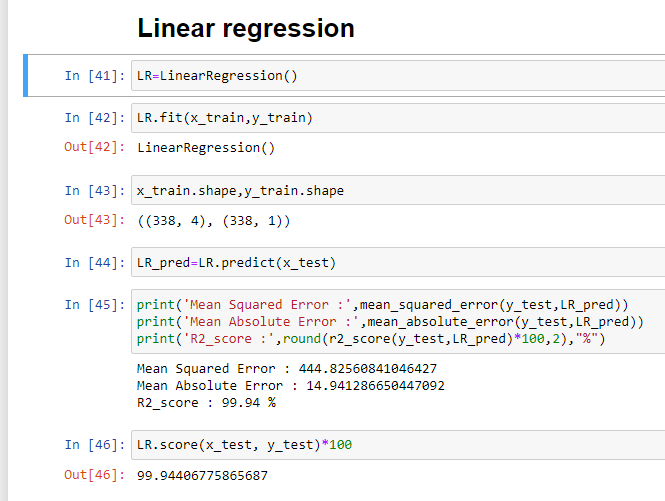 Linear regression
In [41]: LR=LinearRegression()
In [42]: LR.fit(x_train,y_train)
Out[42]: LinearRegression()
In [43]: x_train.shape,y_train.shape
Out[43]: ((338, 4), (338, 1))
In [44]: LR_pred=LR.predict(x_test)
In [45]: print('Mean Squared Error :',mean_squared_error(y_test,LR_pred))
print('Mean Absolute Error :',mean_absolute_error(y_test,LR_pred))
print('R2_score :',round(r2_score(y_test,LR_pred)*100,2),"%")
Mean Squared Error : 444.82560841046427
Mean Absolute Error : 14.941286650447092
R2_score : 99.94 %
In [46]: LR.score(x_test, y_test)*100
Out[46]: 99.94406775865687